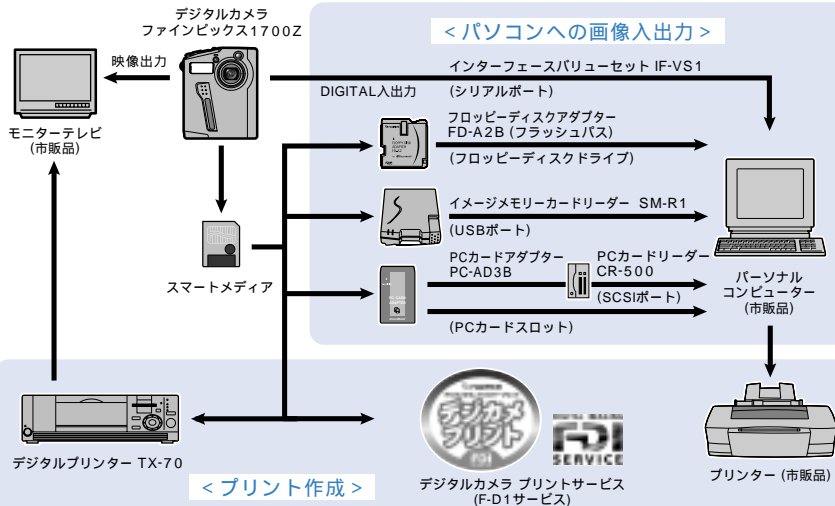 デジタルカメラ
ファインピックス1700Z
<パソコンへの画像入出力>
映像出力
DIGITAL入出力
インターフェースバリューセット IF-VS1
(シリアルポート)
モニターテレビ
(市販品)
フロッピーディスクアダプター
FD-A2B (フラッシュパス)
(フロッピーディスクドライブ)
イメージメモリーカードリーダー SM-R1
(USBポート)
スマートメディア
PCカードアダプター
PC-AD3B
PCカードリーダー
CR-500
(SCSIポート)
(PCカードスロット)
パーソナル
コンピューター
(市販品)
デジタルプリンター TX-70
<プリント作成>
デジカメ
プリント
FDI
FDI
SERVICE
デジタルカメラ プリントサービス
(F-D1サービス)
プリンター (市販品)